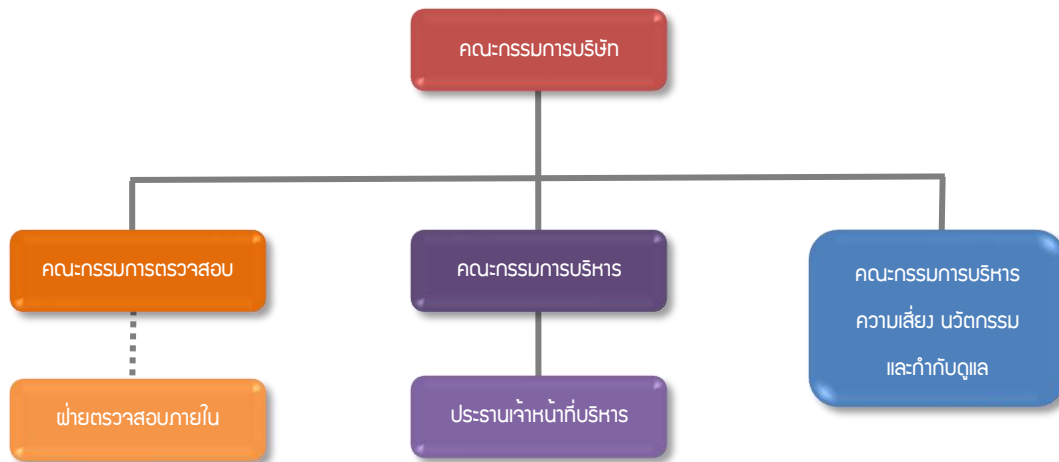 คณะกรรมการบริษัท
คณะกรรมการตรวจสอบ
คณะกรรมการบริหาร
คณะกรรมการบริหาร
ความเสี่ยง นวัตกรรม
และกำกับดูแล
ฝ่ายตรวจสอบภายใน
ประธานเจ้าหน้าที่บริหาร